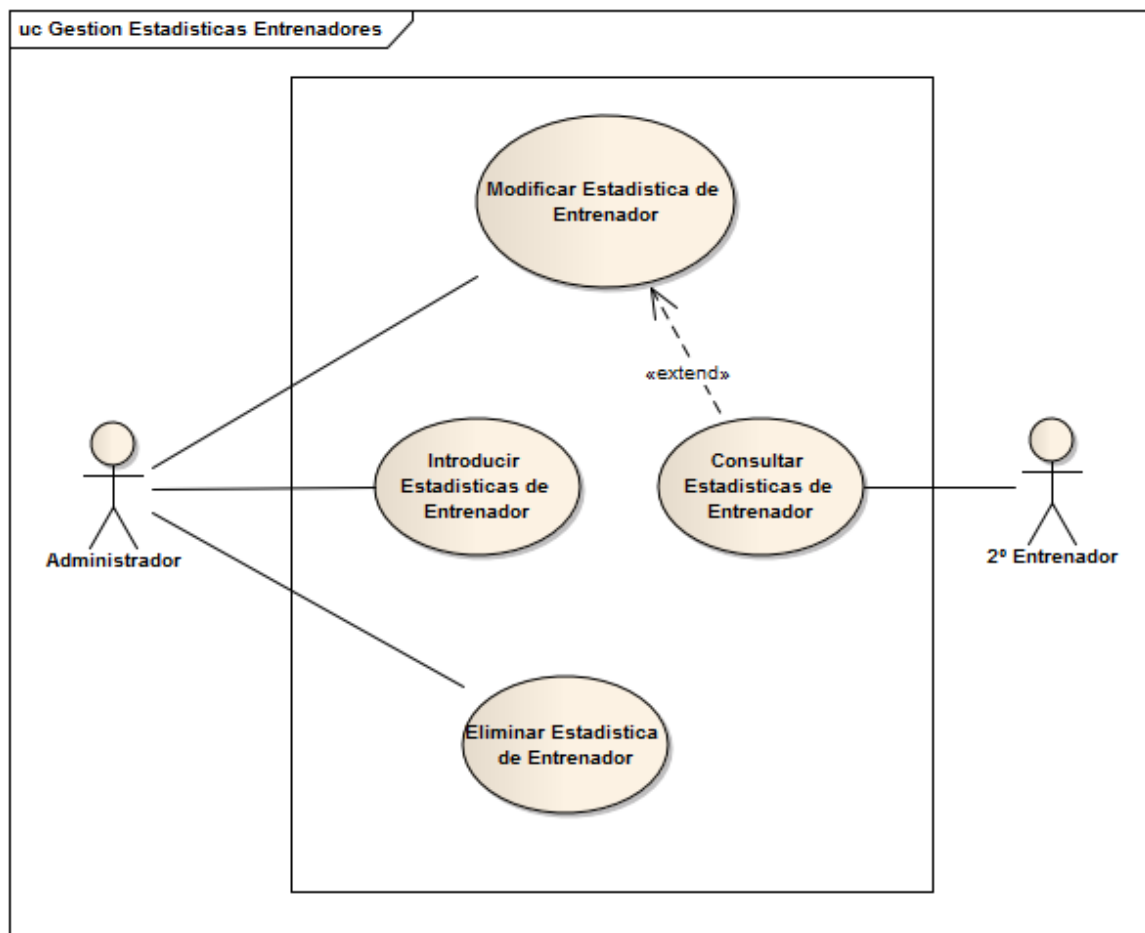 uc Gestion Estadisticas Entrenadores
Modificar Estadistica de
Entrenador
«extend»
Introducir
Estadisticas de
Entrenador
Consultar
Estadisticas de
Entrenador
Administrador
2º Entrenador
Eliminar Estadistica
de Entrenador